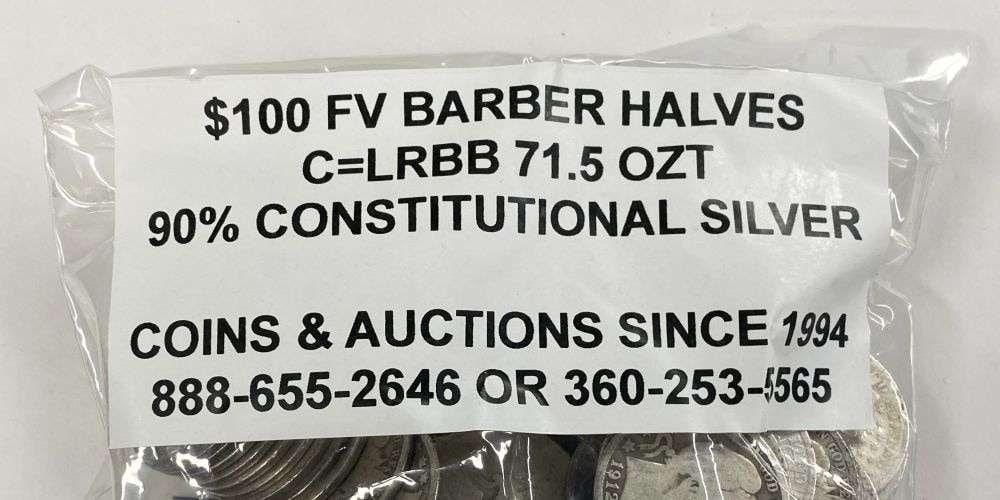 $100 FV BARBER HALVES
C=LRBB 71.5 OZT
90% CONSTITUTIONAL SILVER
COINS & AUCTIONS SINCE 1994
888-655-2646 OR 360-253-5565
1912